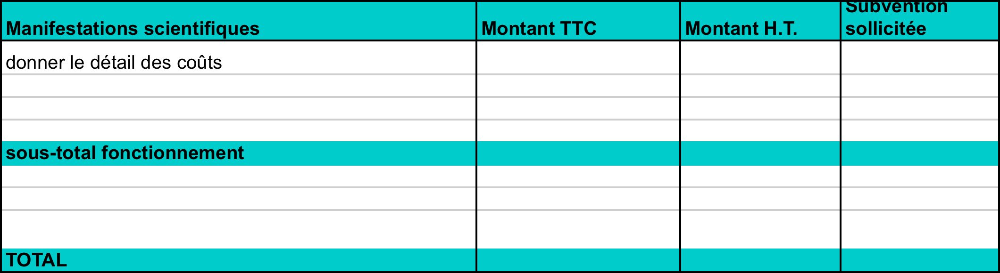 Manifestations scientifiques Montant TTC Montant H.T. Subvention
sollicitée
donner le détail des coûts
sous-total fonctionnement
TOTAL